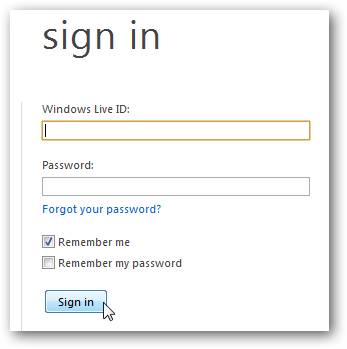 sign in
Windows Live ID:
Password:
Forgot your password?
Remember me
Remember my password
Sign in